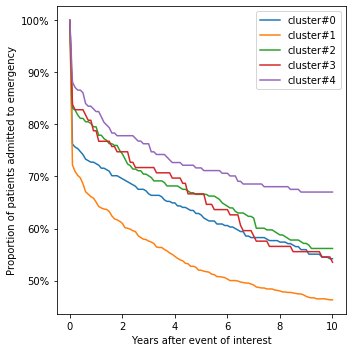 cluster#0
cluster#1
cluster#2
cluster#3
cluster#4
100%
90%
80%
70%
60%
50%
Proportion of patients admitted to emergency
0 2 4 6 8 10
Years after event of interest